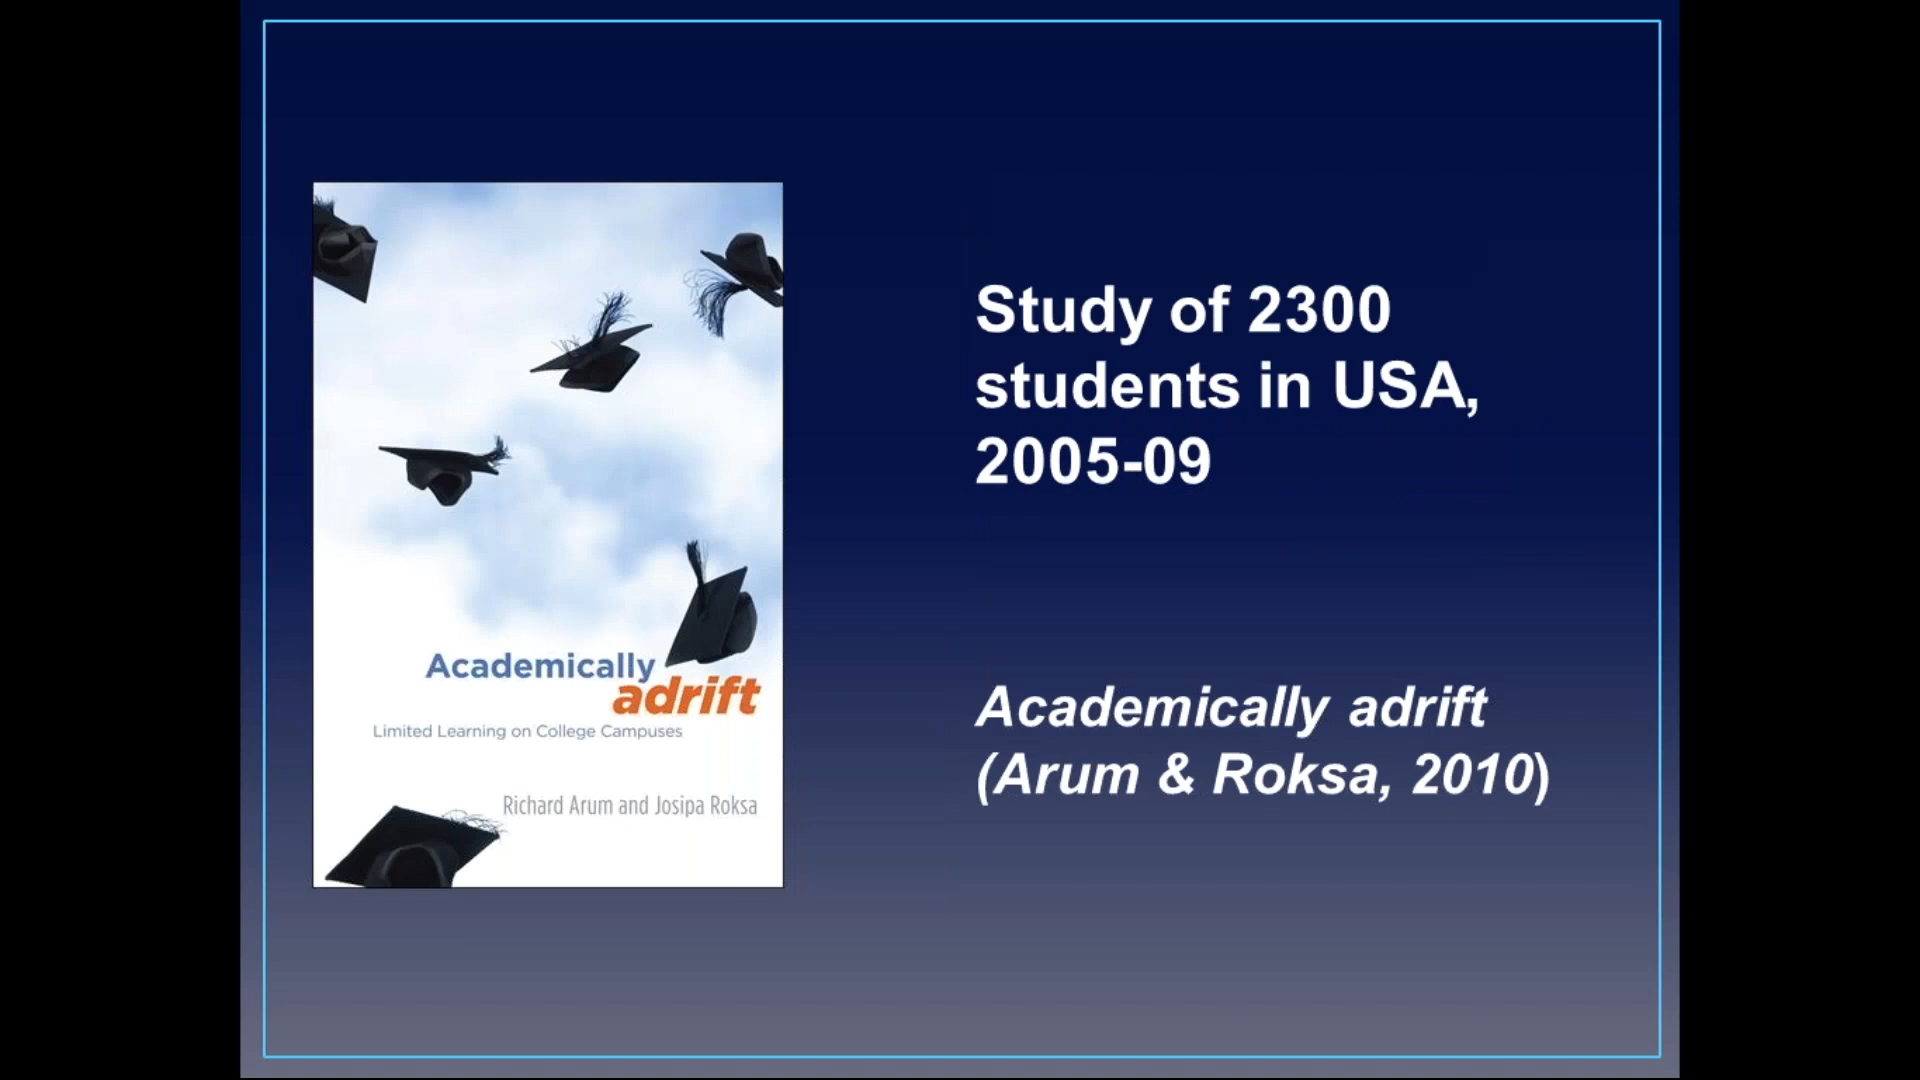 Academically
adrift
Limited Learning on College Campuses
Richard Arum and Josipa Roksa
Study of 2300
students in USA,
2005-09
Academically adrift
(Arum & Roksa, 2010)